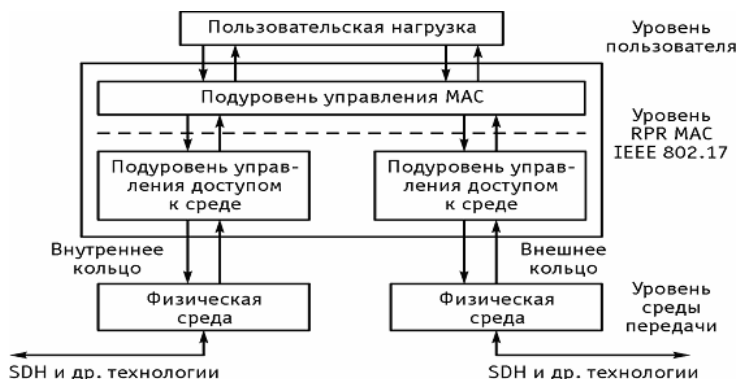 Пользовательская нагрузка
Уровень
пользователя
Подуровень управления MAC
Уровень
RPR MAC
IEEE 802.17
Подуровень управ-
ления доступом
к среде
Подуровень управ-
ления доступом
к среде
Внутреннее
кольцо
Внешнее
кольцо
Физическая
среда
Физическая
среда
Уровень
среды
передачи
SDH и др. технологии
SDH и др. технологии